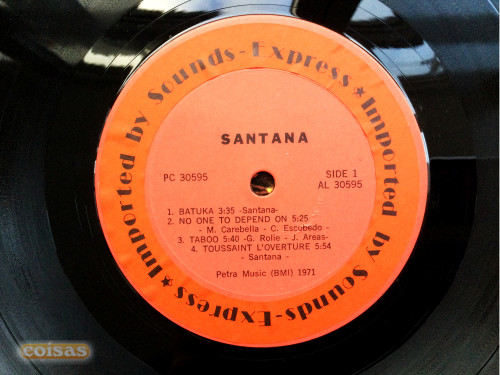 Imported by Sounds-Express ★ Imported by Sounds-Express ★
SANTANA
PC 30595
SIDE 1
AL 30595
1. BATUKA 3:35 -Santana-
2. NO ONE TO DEPEND ON 5:25
- M. Carebella - C. Escobedo -
3. TABOO 5:40 -G. Rolie - J. Areas-
4. TOUSSAINT L'OVERTURE 5:54
- Santana -
Petra Music (BMI) 1971
coisas